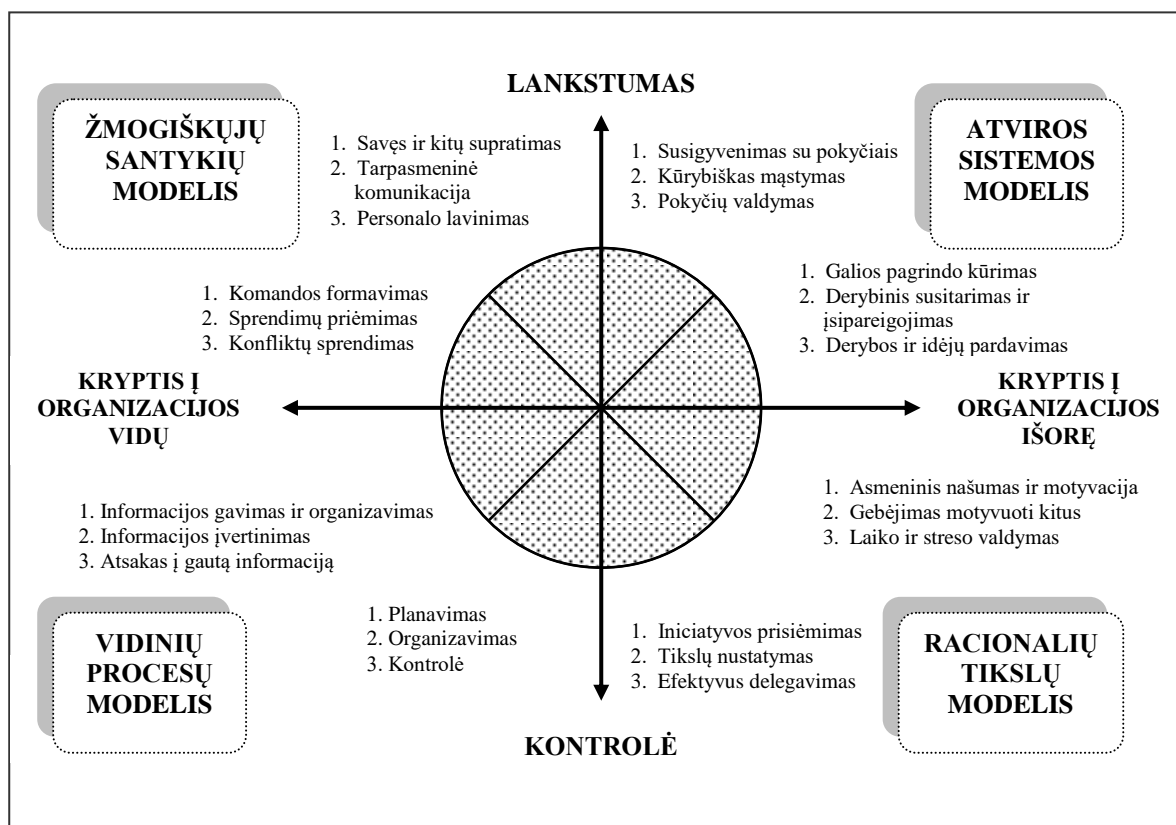 LANKSTUMAS
ŽMOGIŠKŲJŲ
SANTYKIŲ
MODELIS
1. Savęs ir kitų supratimas
2. Tarpasmeninė
komunikacija
3. Personalo lavinimas
1. Susigyvenimas su pokyčiais
2. Kūrybiškas mąstymas
3. Pokyčių valdymas
ATVIROS
SISTEMOS
MODELIS
1. Komandos formavimas
2. Sprendimų priėmimas
3. Konfliktų sprendimas
1. Galios pagrindo kūrimas
2. Derybinis susitarimas ir
įsipareigojimas
3. Derybos ir idėjų pardavimas
KRYPTIS Į
ORGANIZACIJOS
VIDŲ
KRYPTIS Į
ORGANIZACIJOS
IŠORĘ
1. Informacijos gavimas ir organizavimas
2. Informacijos įvertinimas
3. Atsakas į gautą informaciją
1. Asmeninis našumas ir motyvacija
2. Gebėjimas motyvuoti kitus
3. Laiko ir streso valdymas
VIDINIŲ
PROCESŲ
MODELIS
1. Planavimas
2. Organizavimas
3. Kontrolė
1. Iniciatyvos prisiėmimas
2. Tikslų nustatymas
3. Efektyvus delegavimas
RACIONALIŲ
TIKSLŲ
MODELIS
KONTROLĖ